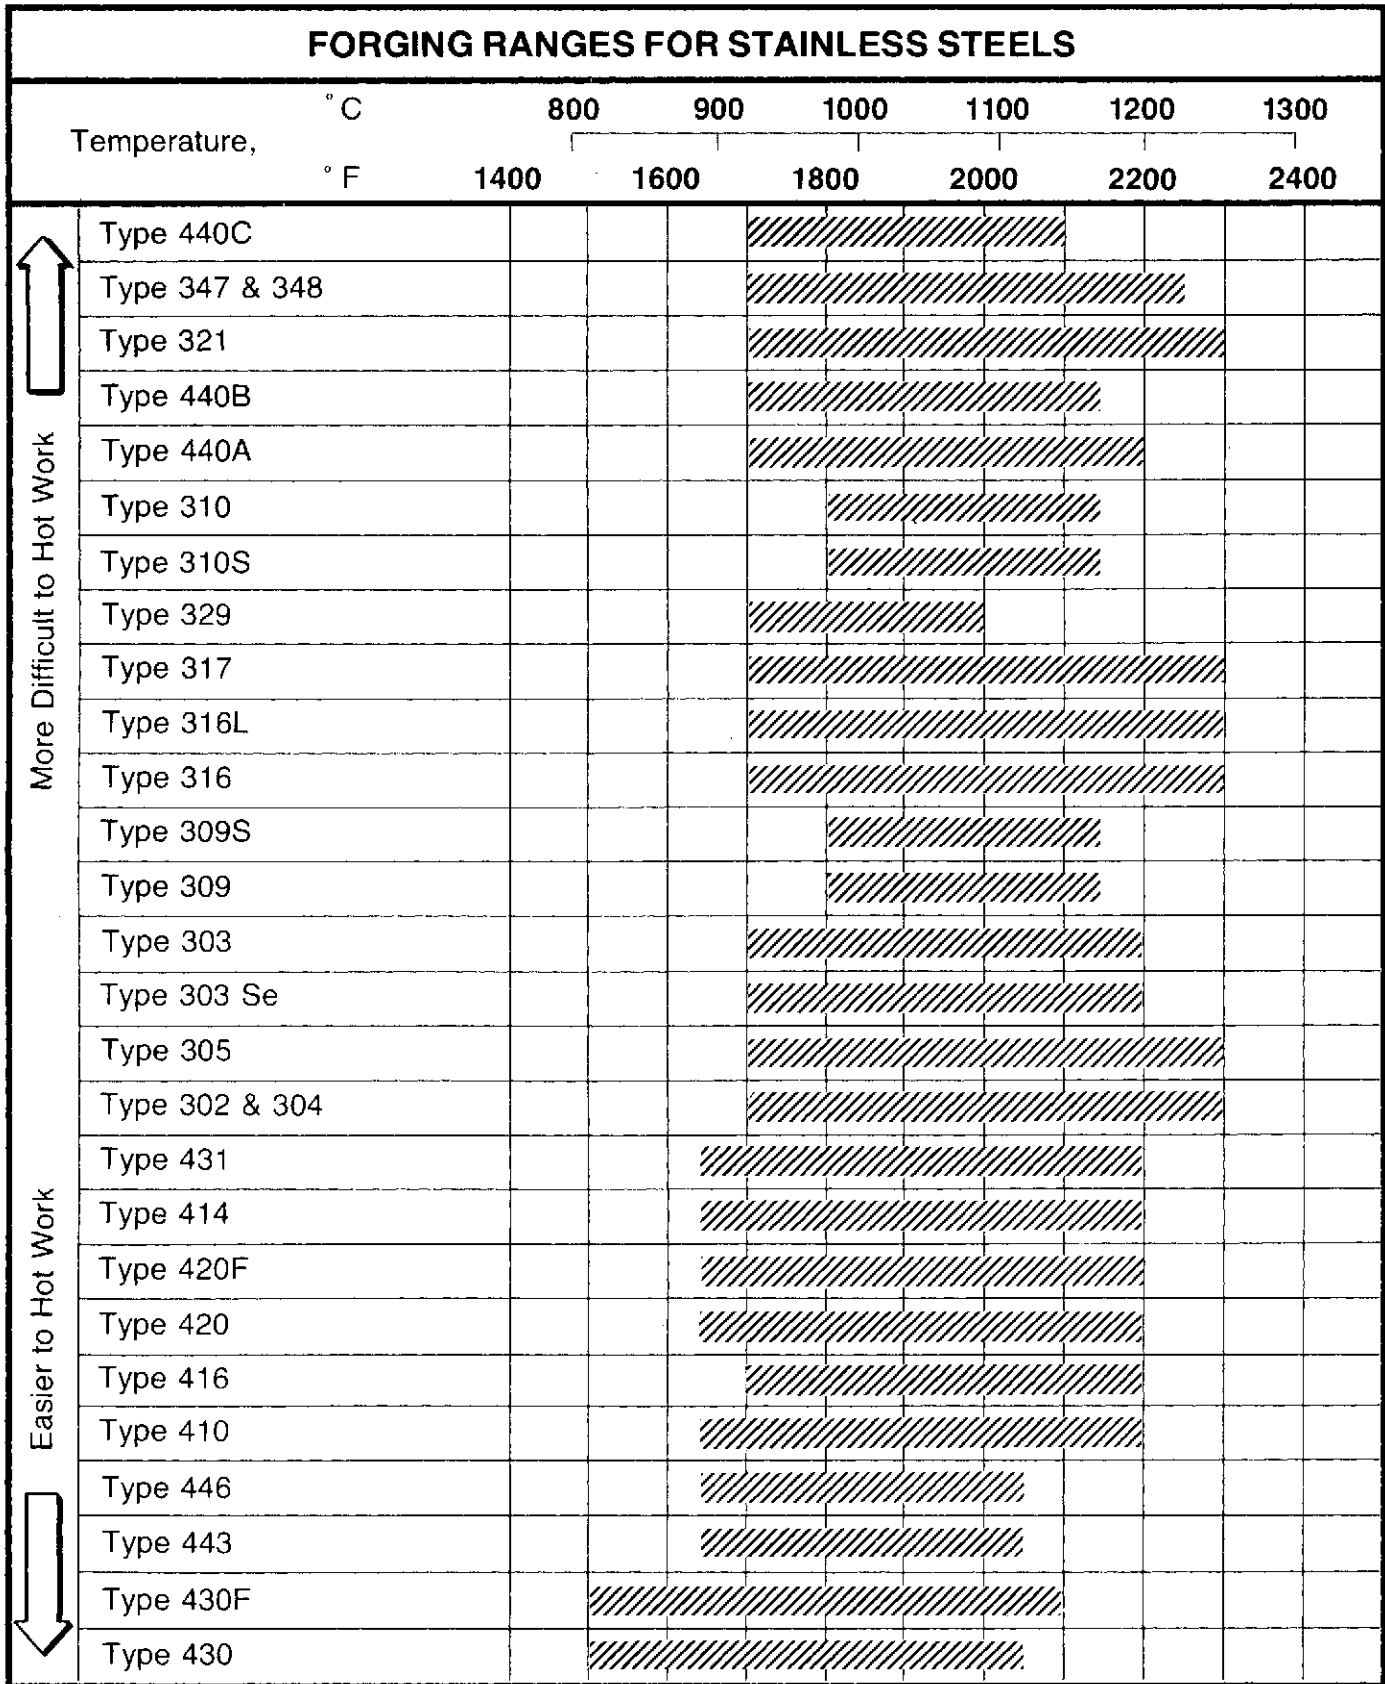 FORGING RANGES FOR STAINLESS STEELS
° C 800 900 1000 1100 1200 1300
Temperature,
° F 1400 1600 1800 2000 2200 2400
Type 440C
Type 347 & 348
Type 321
Type 440B
Type 440A
Type 310
Type 310S
Type 329
Type 317
Type 316L
Type 316
Type 309S
Type 309
Type 303
Type 303 Se
Type 305
Type 302 & 304
Type 431
Type 414
Type 420F
Type 420
Type 416
Type 410
Type 446
Type 443
Type 430F
Type 430
More Difficult to Hot Work
Easier to Hot Work